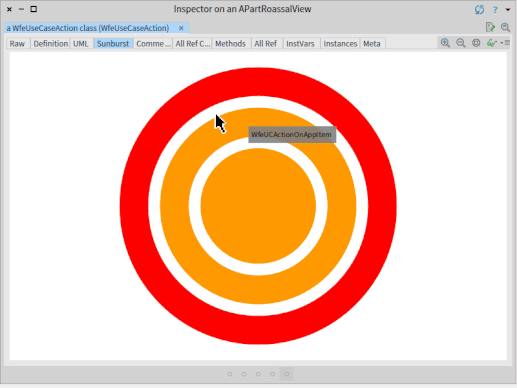 Inspector on an APartRoassalView
a WfeUseCaseAction class (WfeUseCaseAction)
Raw Definition UML Sunburst Comme ... All Ref C... Methods All Ref InstVars Instances Meta
WfeUCActionOnAppItem